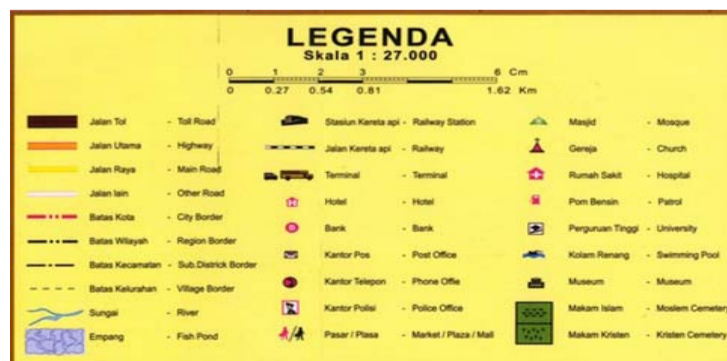 LEGENDA
Skala 1 : 27.000
0 1 2 3 6 Cm
0 0.27 0.54 0.81 1.62 Km
Jalan Tol - Toll Road
Jalan Utama - Highway
Jalan Raya - Main Road
Jalan lain - Other Road
Batas Kota - City Border
Batas Wilayah - Region Border
Batas Kecamatan - Sub.Districk Border
Batas Kelurahan - Village Border
Sungai - River
Empang - Fish Pond
Stasiun Kereta api - Railway Station
Jalan Kereta api - Railway
Terminal - Terminal
Hotel - Hotel
Bank - Bank
Kantor Pos - Post Office
Kantor Telepon - Phone Offie
Kantor Polisi - Police Office
Pasar / Plasa - Market / Plaza / Mall
Masjid - Mosque
Gereja - Church
Rumah Sakit - Hospital
Pom Bensin - Patrol
Perguruan Tinggi - University
Kolam Renang - Swimming Pool
Museum - Museum
Makam Islam - Moslem Cemetery
Makam Kristen - Kristen Cemetery